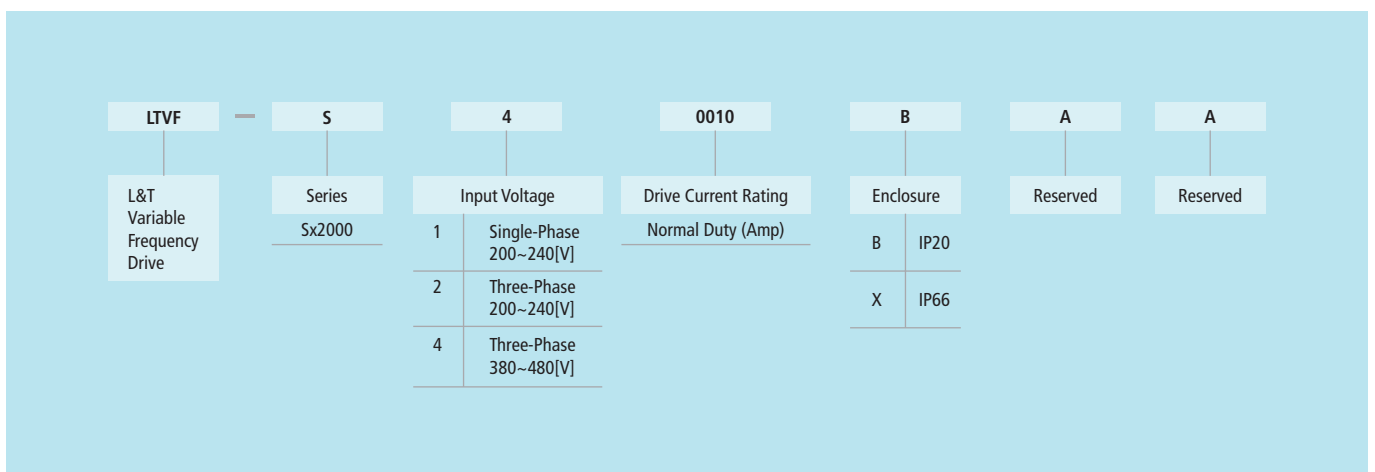 LTVF — S 4 0010 B A A
L&T
Variable
Frequency
Drive
Series
Sx2000
Input Voltage
1 Single-Phase
200~240[V]
2 Three-Phase
200~240[V]
4 Three-Phase
380~480[V]
Drive Current Rating
Normal Duty (Amp)
Enclosure
B IP20
X IP66
Reserved
Reserved